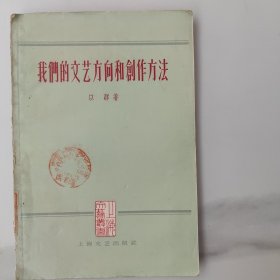 我們的文艺方向和創作方法
以群著
上海文艺出版社